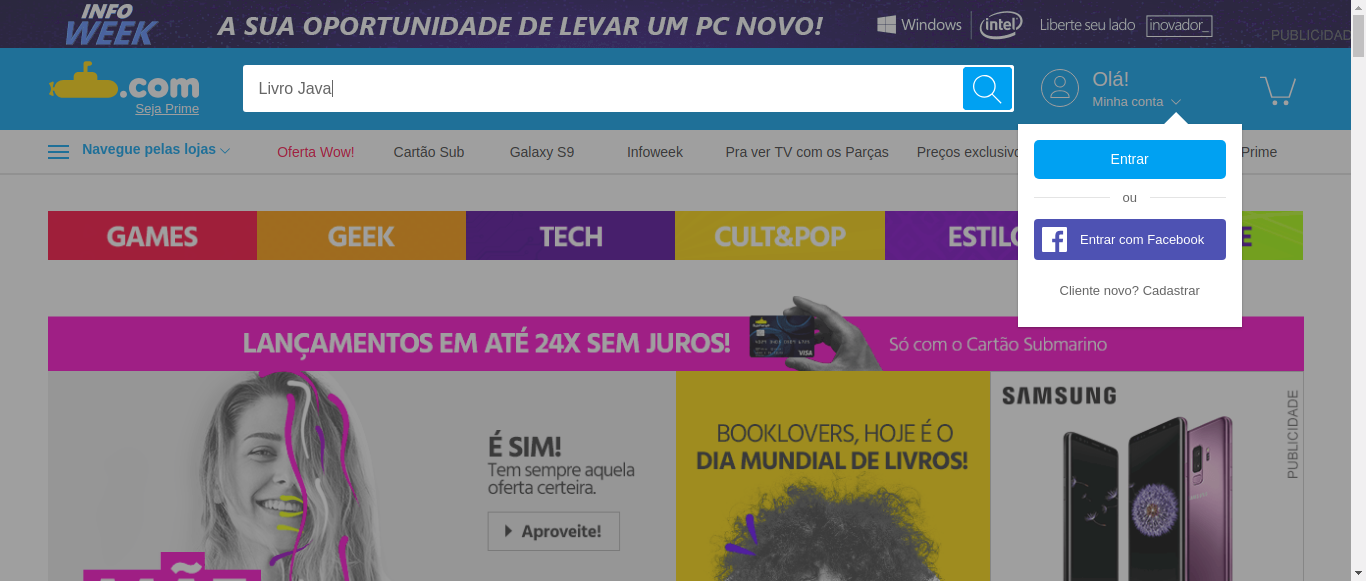 INFO
WEEK
A SUA OPORTUNIDADE DE LEVAR UM PC NOVO!
Windows
intel
Liberte seu lado inovador_
PUBLICIDAD
.com
Seja Prime
Livro Java
Olá!
Minha conta
Navegue pelas lojas
Oferta Wow!
Cartão Sub
Galaxy S9
Infoweek
Pra ver TV com os Parças
Preços exclusivo
Prime
Entrar
ou
Entrar com Facebook
Cliente novo? Cadastrar
GAMES
GEEK
TECH
CULT&POP
ESTILO
E
LANÇAMENTOS EM ATÉ 24X SEM JUROS!
VISA
Só com o Cartão Submarino
É SIM!
Tem sempre aquela
oferta certeira.
Aproveite!
BOOKLOVERS, HOJE É O
DIA MUNDIAL DE LIVROS!
SAMSUNG
PUBLICIDADE